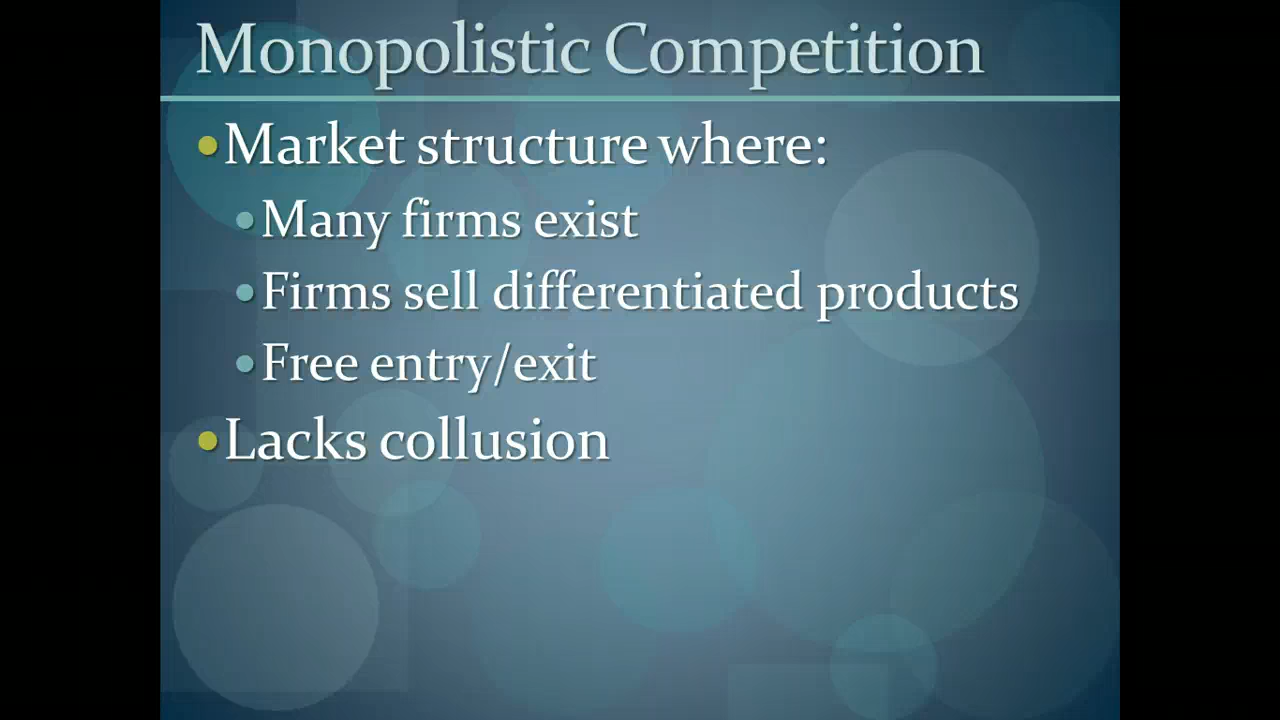 Monopolistic Competition
•Market structure where:
•Many firms exist
•Firms sell differentiated products
•Free entry/exit
•Lacks collusion